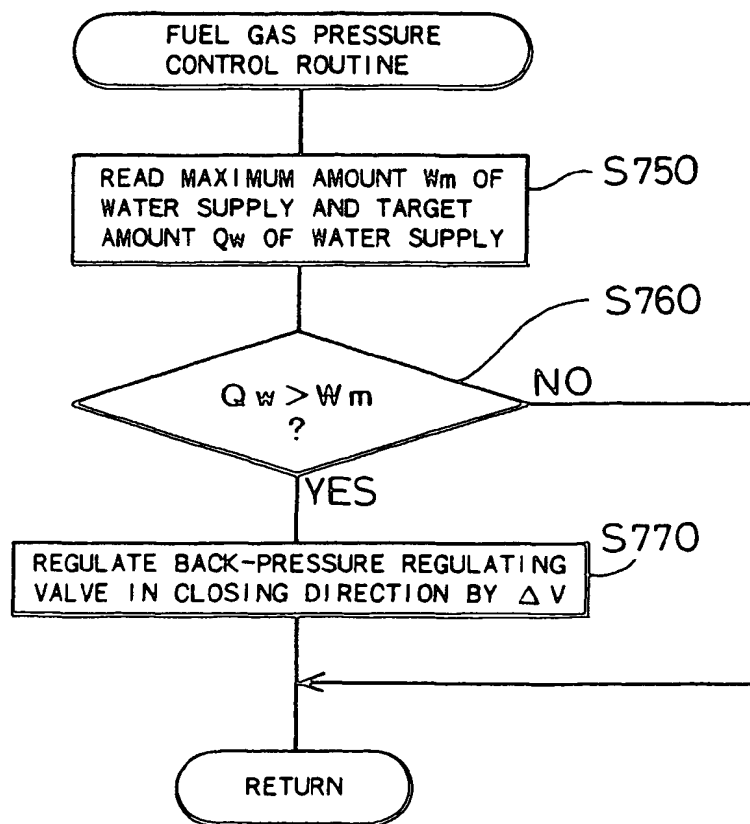 FUEL GAS PRESSURE
CONTROL ROUTINE
S750
READ MAXIMUM AMOUNT Wm OF
WATER SUPPLY AND TARGET
AMOUNT Qw OF WATER SUPPLY
S760
Qw>Wm
?
NO
YES
S770
REGULATE BACK-PRESSURE REGULATING
VALVE IN CLOSING DIRECTION BY △V
RETURN